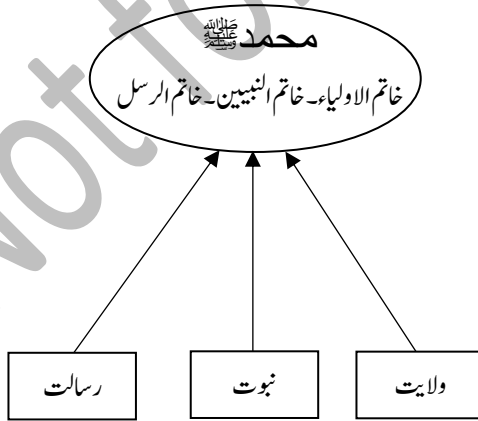 محمد ﷺ
خاتم الاولیاء۔ خاتم النبیین۔ خاتم الرسل
ولایت
نبوت
رسالت